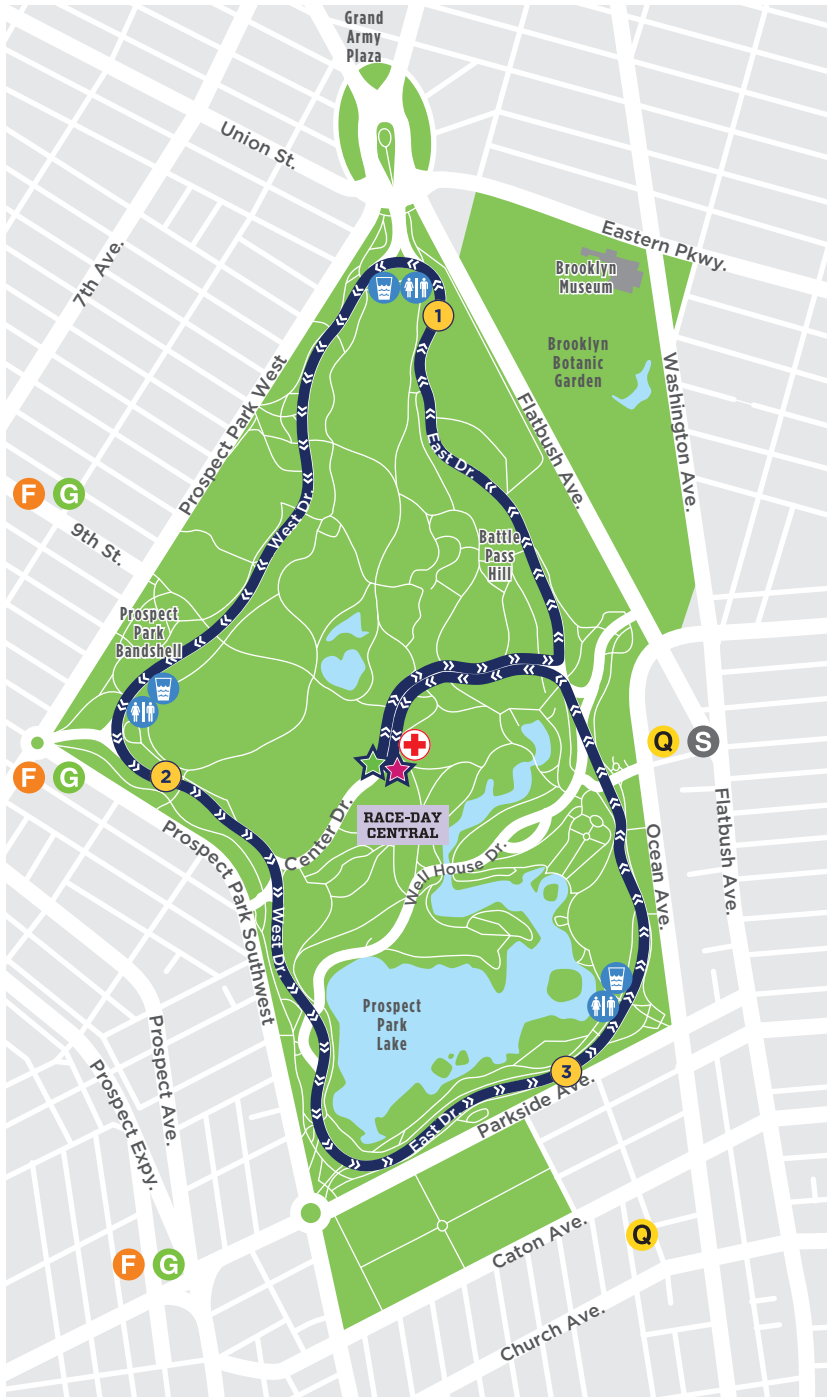 Grand
Army
Plaza
Union St.
Eastern Pkwy.
7th Ave.
Brooklyn
Museum
1
Brooklyn
Botanic
Garden
Prospect Park West
Washington Ave.
Flatbush Ave.
East Dr.
F G
West Dr.
9th St.
Battle
Pass
Hill
Prospect
Park
Bandshell
Q S
F G
2
RACE-DAY
CENTRAL
Center Dr.
Prospect Park Southwest
Well House Dr.
Ocean Ave.
Flatbush Ave.
West Dr.
Prospect
Park
Lake
Prospect Ave.
Prospect Expy.
3
Parkside Ave.
East Dr.
Caton Ave.
Q
F G
Church Ave.